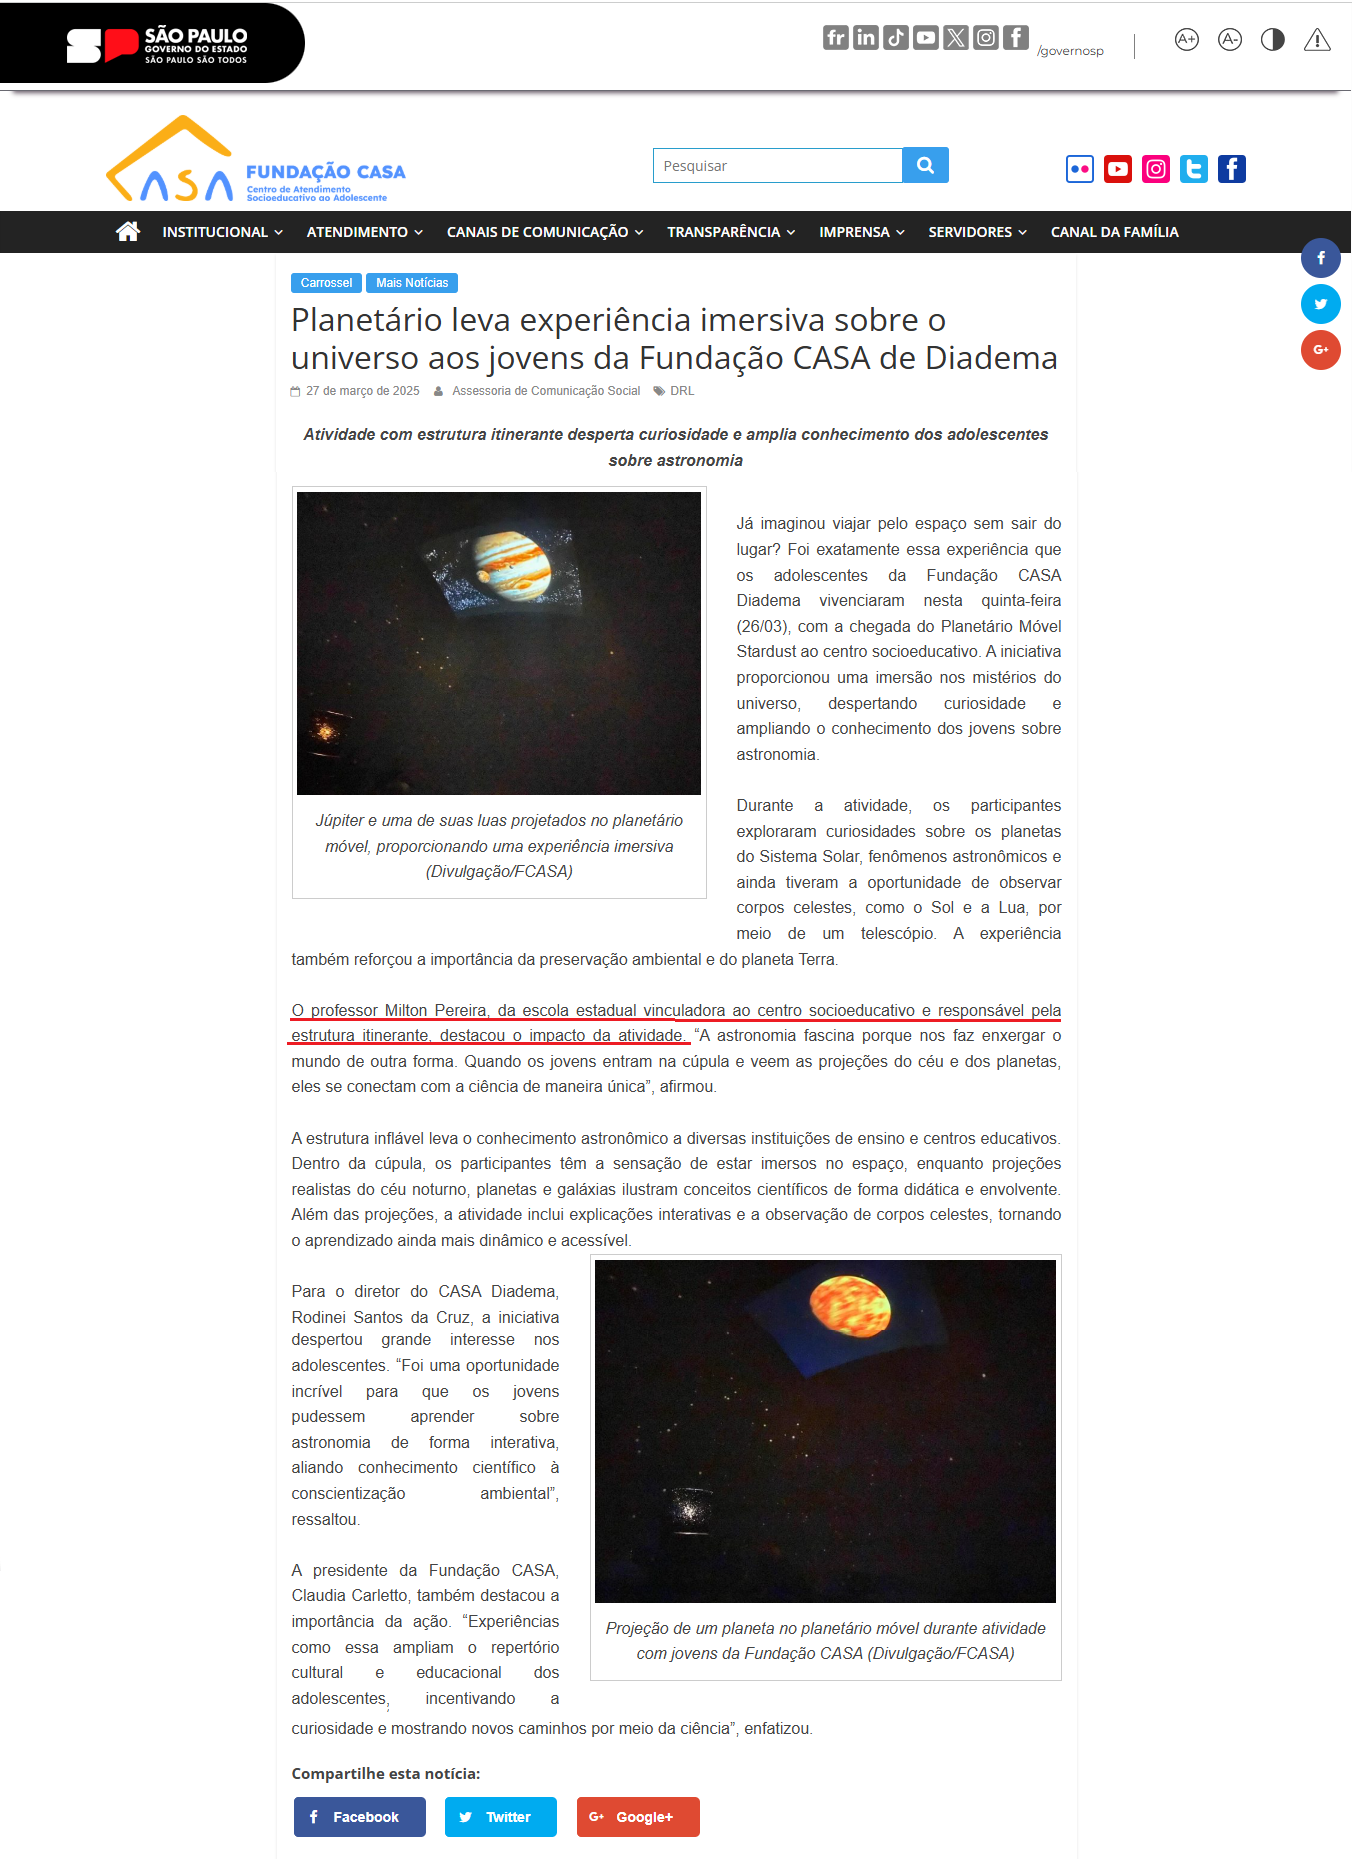 SÃO PAULO
GOVERNO DO ESTADO
SÃO PAULO SÃO TODOS
/governosp
A+ A-
CASA
FUNDAÇÃO CASA
Centro de Atendimento
Socioeducativo ao Adolescente
Pesquisar
INSTITUCIONAL ATENDIMENTO CANAIS DE COMUNICAÇÃO TRANSPARÊNCIA IMPRENSA SERVIDORES CANAL DA FAMÍLIA
Carrossel Mais Notícias
Planetário leva experiência imersiva sobre o
universo aos jovens da Fundação CASA de Diadema
27 de março de 2025 Assessoria de Comunicação Social DRL
Atividade com estrutura itinerante desperta curiosidade e amplia conhecimento dos adolescentes
sobre astronomia
Júpiter e uma de suas luas projetados no planetário
móvel, proporcionando uma experiência imersiva
(Divulgação/FCASA)
Já imaginou viajar pelo espaço sem sair do
lugar? Foi exatamente essa experiência que
os adolescentes da Fundação CASA
Diadema vivenciaram nesta quinta-feira
(26/03), com a chegada do Planetário Móvel
Stardust ao centro socioeducativo. A iniciativa
proporcionou uma imersão nos mistérios do
universo, despertando curiosidade e
ampliando o conhecimento dos jovens sobre
astronomia.
Durante a atividade, os participantes
exploraram curiosidades sobre os planetas
do Sistema Solar, fenômenos astronômicos e
ainda tiveram a oportunidade de observar
corpos celestes, como o Sol e a Lua, por
meio de um telescópio. A experiência
também reforçou a importância da preservação ambiental e do planeta Terra.
O professor Milton Pereira, da escola estadual vinculadora ao centro socioeducativo e responsável pela
estrutura itinerante, destacou o impacto da atividade. “A astronomia fascina porque nos faz enxergar o
mundo de outra forma. Quando os jovens entram na cúpula e veem as projeções do céu e dos planetas,
eles se conectam com a ciência de maneira única”, afirmou.
A estrutura inflável leva o conhecimento astronômico a diversas instituições de ensino e centros educativos.
Dentro da cúpula, os participantes têm a sensação de estar imersos no espaço, enquanto projeções
realistas do céu noturno, planetas e galáxias ilustram conceitos científicos de forma didática e envolvente.
Além das projeções, a atividade inclui explicações interativas e a observação de corpos celestes, tornando
o aprendizado ainda mais dinâmico e acessível.
Para o diretor do CASA Diadema,
Rodinei Santos da Cruz, a iniciativa
despertou grande interesse nos
adolescentes. “Foi uma oportunidade
incrível para que os jovens
pudessem aprender sobre
astronomia de forma interativa,
aliando conhecimento científico à
conscientização ambiental”,
ressaltou.
A presidente da Fundação CASA,
Claudia Carletto, também destacou a
importância da ação. “Experiências
como essa ampliam o repertório
cultural e educacional dos
adolescentes, incentivando a
curiosidade e mostrando novos caminhos por meio da ciência”, enfatizou.
Projeção de um planeta no planetário móvel durante atividade
com jovens da Fundação CASA (Divulgação/FCASA)
Compartilhe esta notícia:
Facebook Twitter G+ Google+